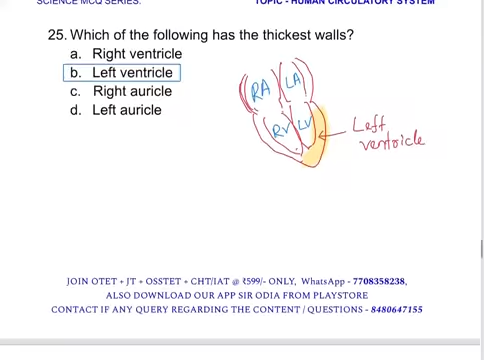 SCIENCE MCQ SERIES.
TOPIC - HUMAN CIRCULATORY SYSTEM
25. Which of the following has the thickest walls?
a. Right ventricle
b. Left ventricle
c. Right auricle
d. Left auricle
RA LA
RV LV
Left
ventricle
JOIN OTET + JT + OSSTET + CHT/IAT @ ₹599/- ONLY, WhatsApp - 7708358238,
ALSO DOWNLOAD OUR APP SIR ODIA FROM PLAYSTORE
CONTACT IF ANY QUERY REGARDING THE CONTENT / QUESTIONS - 8480647155